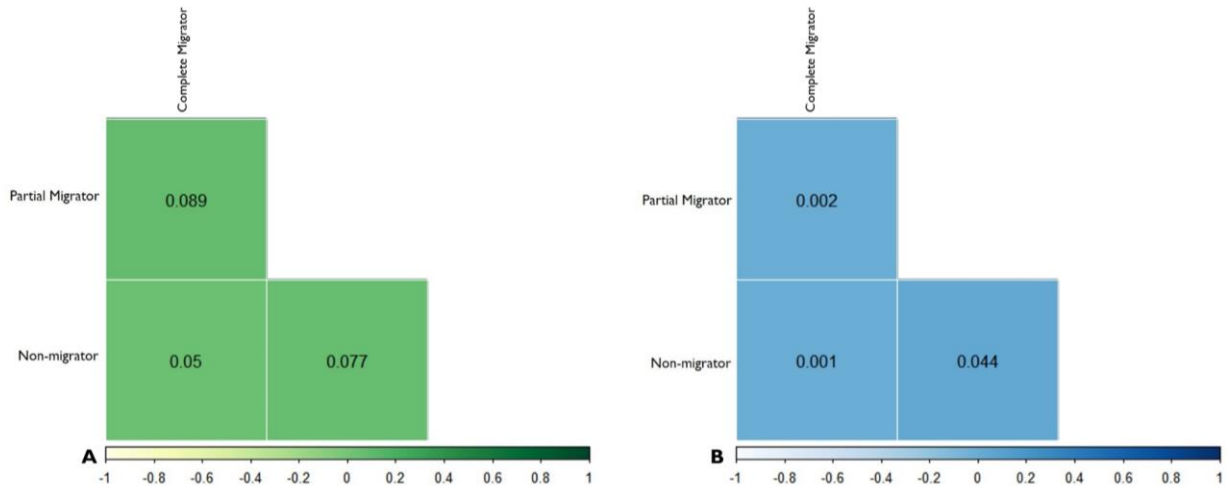 Complete Migrator
Partial Migrator
0.089
Non-migrator
0.05
0.077
A
-1 -0.8 -0.6 -0.4 -0.2 0 0.2 0.4 0.6 0.8 1
Complete Migrator
Partial Migrator
0.002
Non-migrator
0.001
0.044
B
-1 -0.8 -0.6 -0.4 -0.2 0 0.2 0.4 0.6 0.8 1